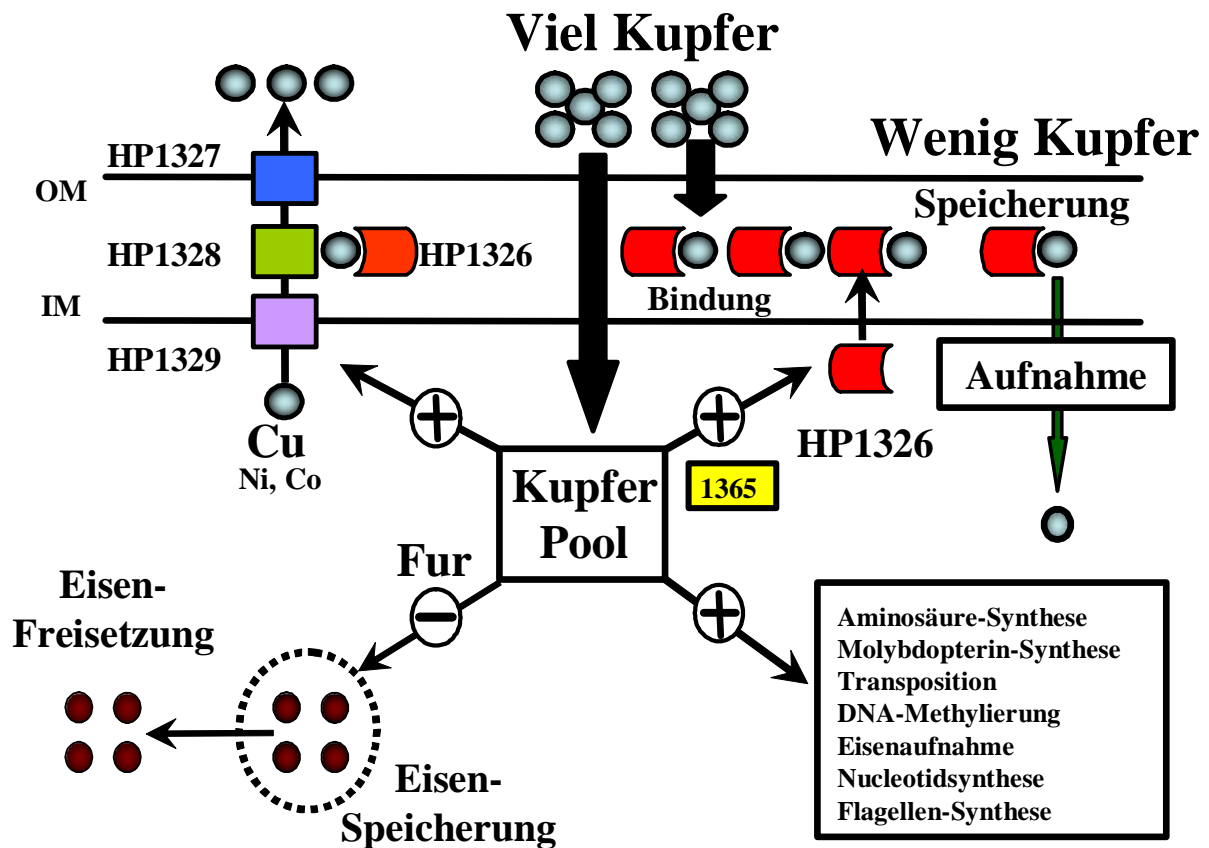 Viel Kupfer
Wenig Kupfer
HP1327
OM
Speicherung
HP1328
HP1326
Bindung
IM
HP1329
Aufnahme
Cu
Ni, Co
HP1326
Kupfer
Pool
1365
Fur
Eisen-
Freisetzung
Eisen-
Speicherung
Aminosäure-Synthese
Molybdopterin-Synthese
Transposition
DNA-Methylierung
Eisenaufnahme
Nucleotidsynthese
Flagellen-Synthese